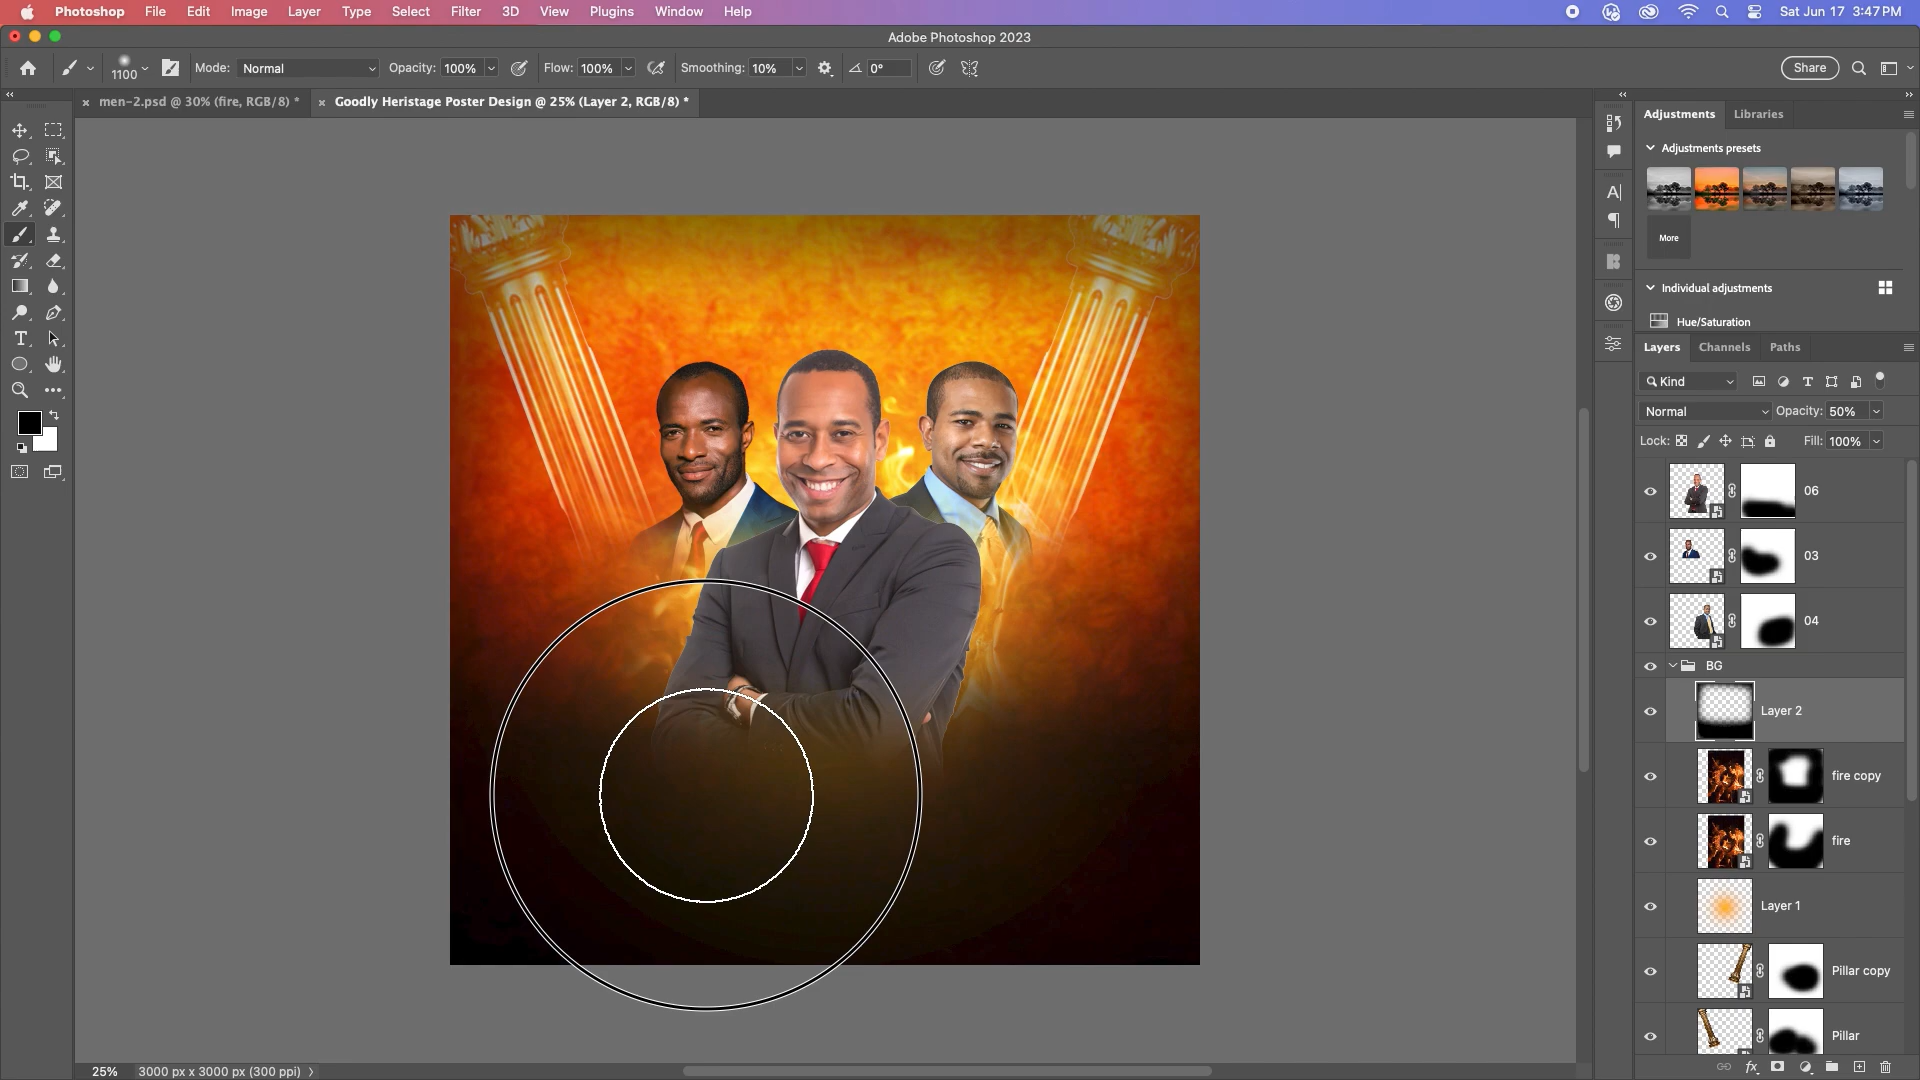 Photoshop File Edit Image Layer Type Select Filter 3D View Plugins Window Help Sat Jun 17 3:47 PM
Adobe Photoshop 2023
1100 Mode: Normal Opacity: 100% Flow: 100% Smoothing: 10% 0° Share
men-2.psd @ 30% (fire, RGB/8) * Goodly Heristage Poster Design @ 25% (Layer 2, RGB/8) *
Adjustments Libraries
Adjustments presets
More
Individual adjustments
Hue/Saturation
Layers Channels Paths
Kind
Normal Opacity: 50%
Lock: Fill: 100%
06
03
04
BG
Layer 2
fire copy
fire
Layer 1
Pillar copy
Pillar
25% 3000 px x 3000 px (300 ppi)